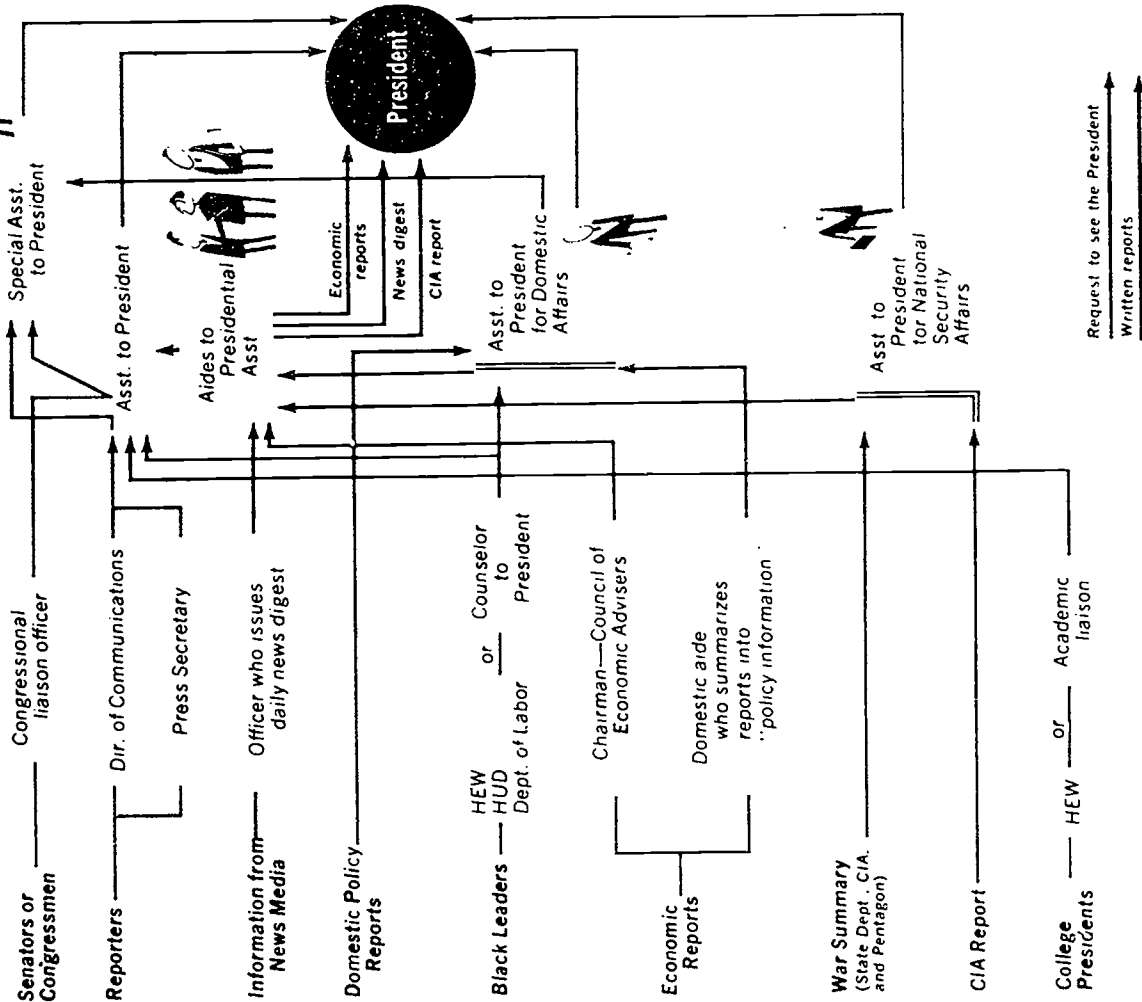 Senators or
Congressmen
Congressional
liaison officer
Special Asst.
to President
Reporters
Dir. of Communications
Press Secretary
Asst. to President
Aides to
Presidential
Asst
President
Information from
News Media
Officer who issues
daily news digest
Economic
reports
News digest
CIA report
Domestic Policy
Reports
Asst. to
President
for Domestic
Affairs
Black Leaders
HEW
HUD
Dept. of Labor
or
Counselor
to
President
Economic
Reports
Chairman—Council of
Economic Advisers
Domestic aide
who summarizes
reports into
"policy information"
War Summary
(State Dept., CIA.
and Pentagon)
Asst to
President
for National
Security
Affairs
CIA Report
College
Presidents
HEW
or
Academic
liaison
Request to see the President
Written reports